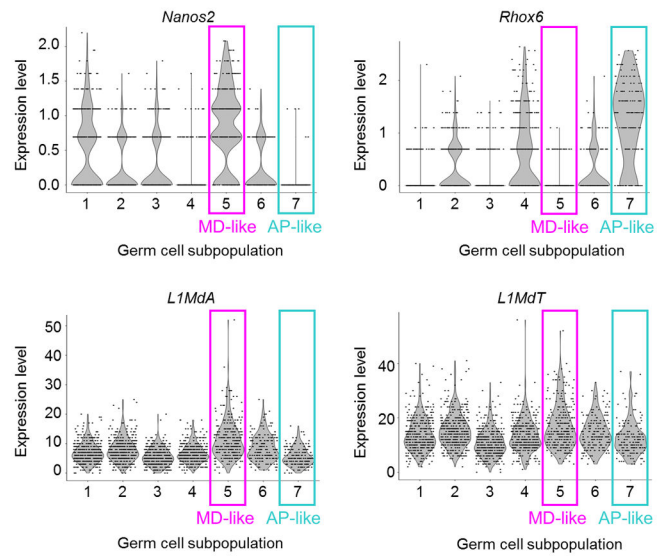 Nanos2
Expression level
2.0
1.5
1.0
0.5
0.0
1 2 3 4 5 6 7
MD-like AP-like
Germ cell subpopulation
Rhox6
Expression level
2
1
0
1 2 3 4 5 6 7
MD-like AP-like
Germ cell subpopulation
L1MdA
Expression level
50
40
30
20
10
0
1 2 3 4 5 6 7
MD-like AP-like
Germ cell subpopulation
L1MdT
Expression level
40
20
0
1 2 3 4 5 6 7
MD-like AP-like
Germ cell subpopulation